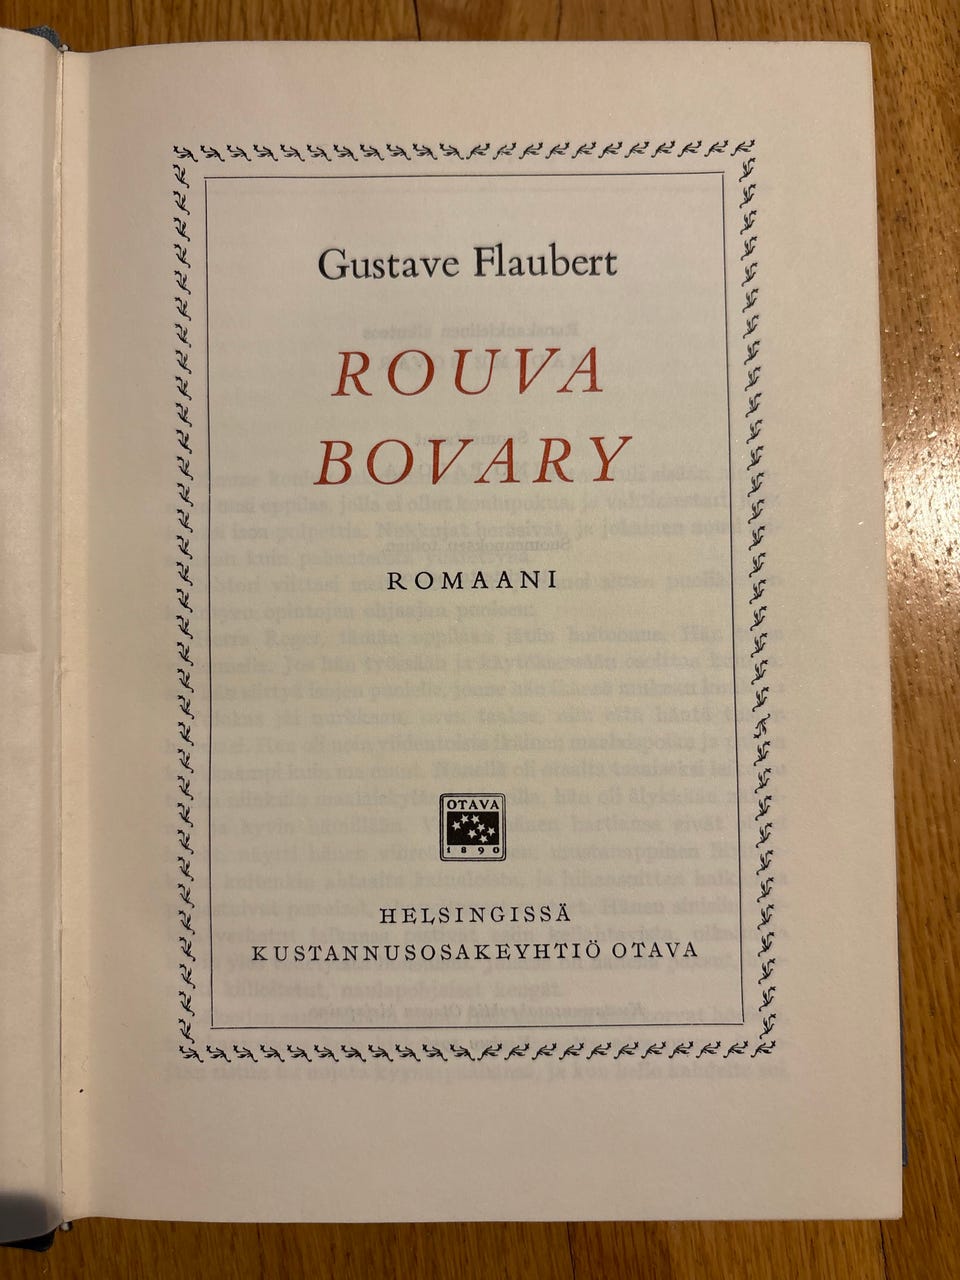 Gustave Flaubert
ROUVA
BOVARY
ROMAANI
OTAVA
1890
HELSINGISSÄ
KUSTANNUSOSAKEYHTIÖ OTAVA